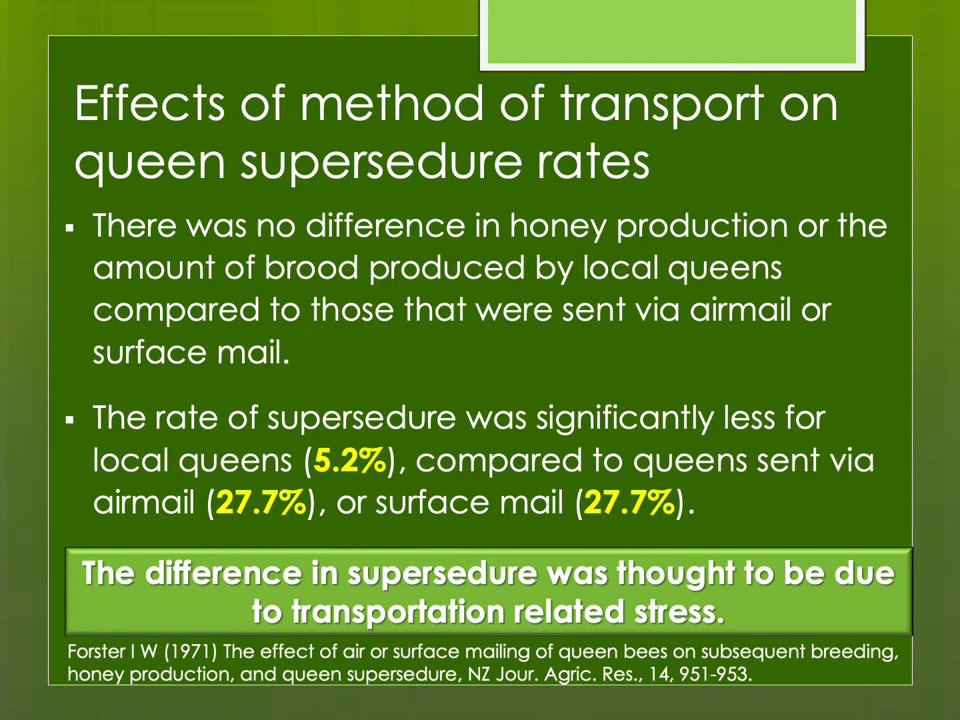 Effects of method of transport on
queen supersedure rates
▪ There was no difference in honey production or the
amount of brood produced by local queens
compared to those that were sent via airmail or
surface mail.
▪ The rate of supersedure was significantly less for
local queens (5.2%), compared to queens sent via
airmail (27.7%), or surface mail (27.7%).
The difference in supersedure was thought to be due
to transportation related stress.
Forster I W (1971) The effect of air or surface mailing of queen bees on subsequent breeding,
honey production, and queen supersedure, NZ Jour. Agric. Res., 14, 951-953.